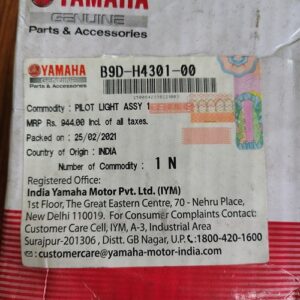 YAMAHA
GENUINE
Parts & Accessories
YAMAHA
B9D-H4301-00
Commodity : PILOT LIGHT ASSY 1
MRP Rs. 944.00 Incl. of all taxes.
Packed on : 25/02/2021
Country of Origin : INDIA
Number of Commodity : 1 N
Registered Office:
India Yamaha Motor Pvt. Ltd. (IYM)
1st Floor, The Great Eastern Centre, 70 - Nehru Place,
New Delhi 110019. For Consumer Complaints Contact:
Customer Care Cell, IYM, A-3, Industrial Area
Surajpur-201306 , Distt. GB Nagar, U.P. 📞:1800-420-1600
✉:customercare@yamaha-motor-india.com